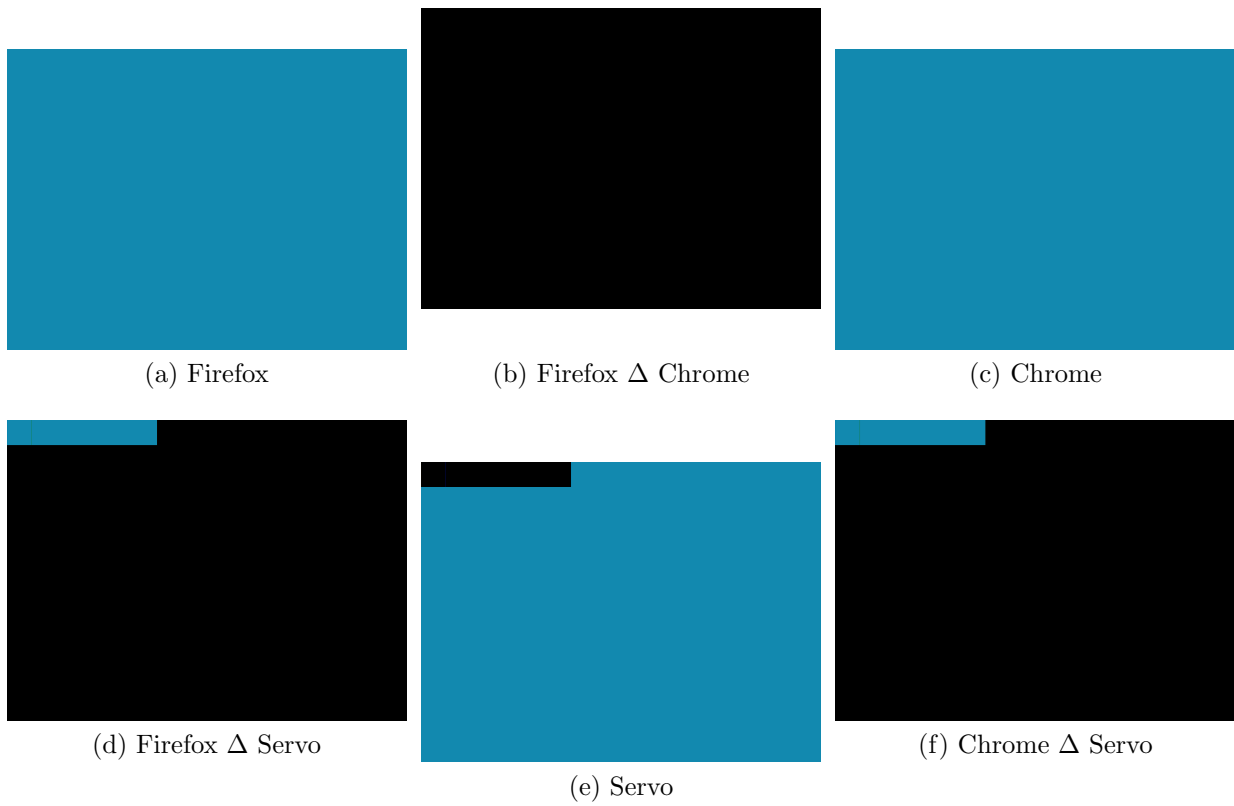 (a) Firefox
(b) Firefox Δ Chrome
(c) Chrome
(d) Firefox Δ Servo
(e) Servo
(f) Chrome Δ Servo